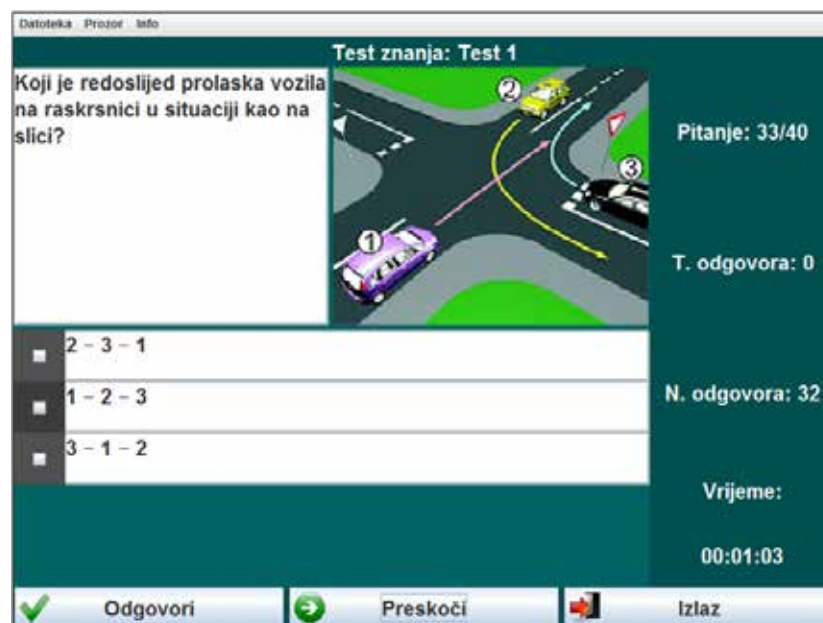 Datoteka Prozor Info
Test znanja: Test 1
Koji je redoslijed prolaska vozila
na raskrsnici u situaciji kao na
slici?
2
3
1
Pitanje: 33/40
T. odgovora: 0
N. odgovora: 32
Vrijeme:
00:01:03
2 - 3 - 1
1 - 2 - 3
3 - 1 - 2
Odgovori
Preskoči
Izlaz